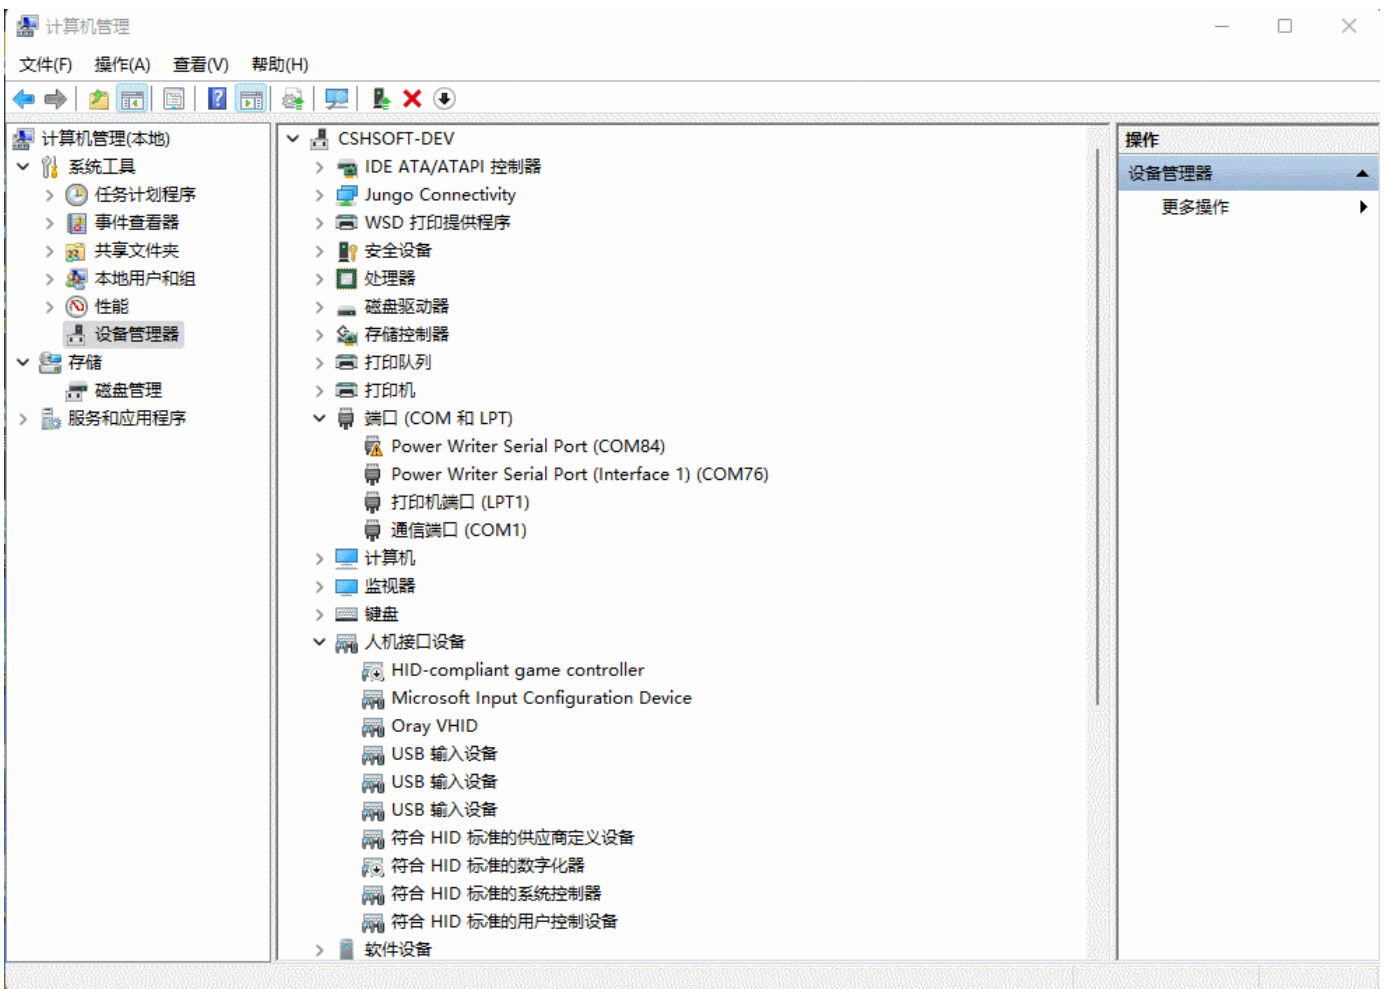 计算机管理
文件(F) 操作(A) 查看(V) 帮助(H)
计算机管理(本地)
系统工具
任务计划程序
事件查看器
共享文件夹
本地用户和组
性能
设备管理器
存储
磁盘管理
服务和应用程序
CSHSOFT-DEV
IDE ATA/ATAPI 控制器
Jungo Connectivity
WSD 打印提供程序
安全设备
处理器
磁盘驱动器
存储控制器
打印队列
打印机
端口 (COM 和 LPT)
Power Writer Serial Port (COM84)
Power Writer Serial Port (Interface 1) (COM76)
打印机端口 (LPT1)
通信端口 (COM1)
计算机
监视器
键盘
人机接口设备
HID-compliant game controller
Microsoft Input Configuration Device
Oray VHID
USB 输入设备
USB 输入设备
USB 输入设备
符合 HID 标准的供应商定义设备
符合 HID 标准的数字化器
符合 HID 标准的系统控制器
符合 HID 标准的用户控制设备
软件设备
操作
设备管理器
更多操作